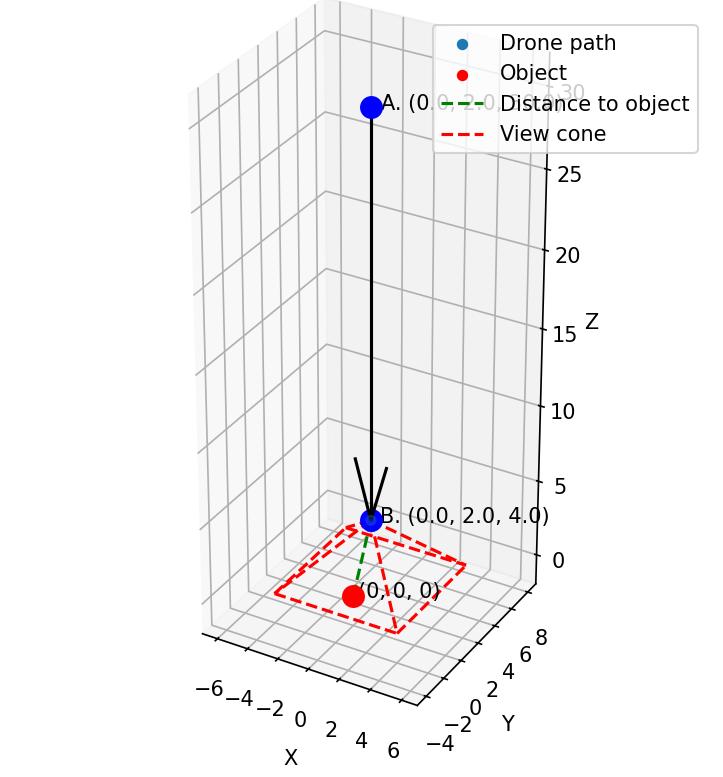 Drone path
Object
Distance to object
View cone
A. (0.0, 2.0, 30.0)
30
25
20
15
10
5
0
Z
B. (0.0, 2.0, 4.0)
(0, 0, 0)
−6
−4
−2
0
2
4
6
X
−4
−2
0
2
4
6
8
Y